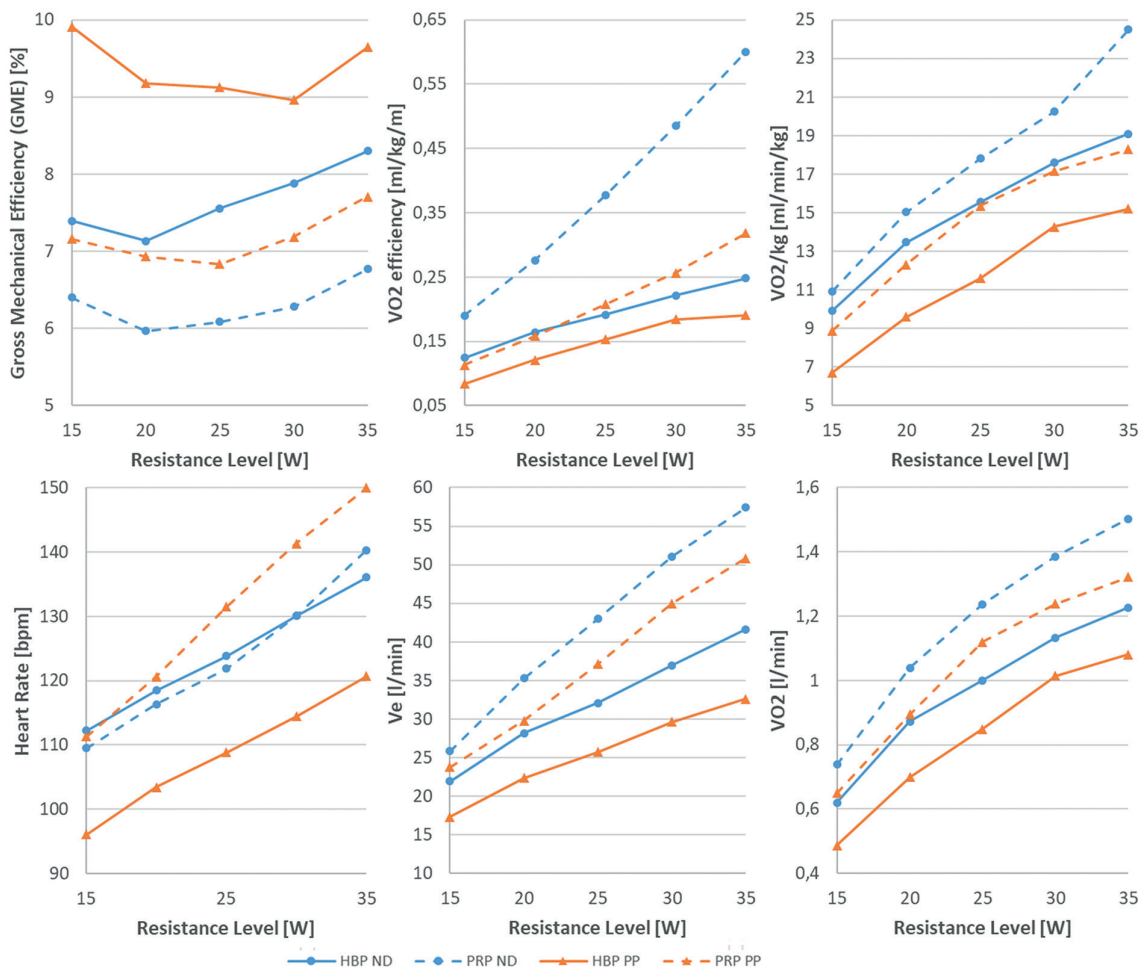 Gross Mechanical Efficiency (GME) [%]
10
9
8
7
6
5
15 20 25 30 35
Resistance Level [W]
VO2 efficiency [ml/kg/m]
0,65
0,55
0,45
0,35
0,25
0,15
0,05
15 20 25 30 35
Resistance Level [W]
VO2/kg [ml/min/kg]
25
23
21
19
17
15
13
11
9
7
5
15 20 25 30 35
Resistance Level [W]
Heart Rate [bpm]
150
140
130
120
110
100
90
15 20 25 30 35
Resistance Level [W]
Ve [l/min]
60
55
50
45
40
35
30
25
20
15
10
15 20 25 30 35
Resistance Level [W]
VO2 [l/min]
1,6
1,4
1,2
1
0,8
0,6
0,4
15 20 25 30 35
Resistance Level [W]
HBP ND PRP ND HBP PP PRP PP